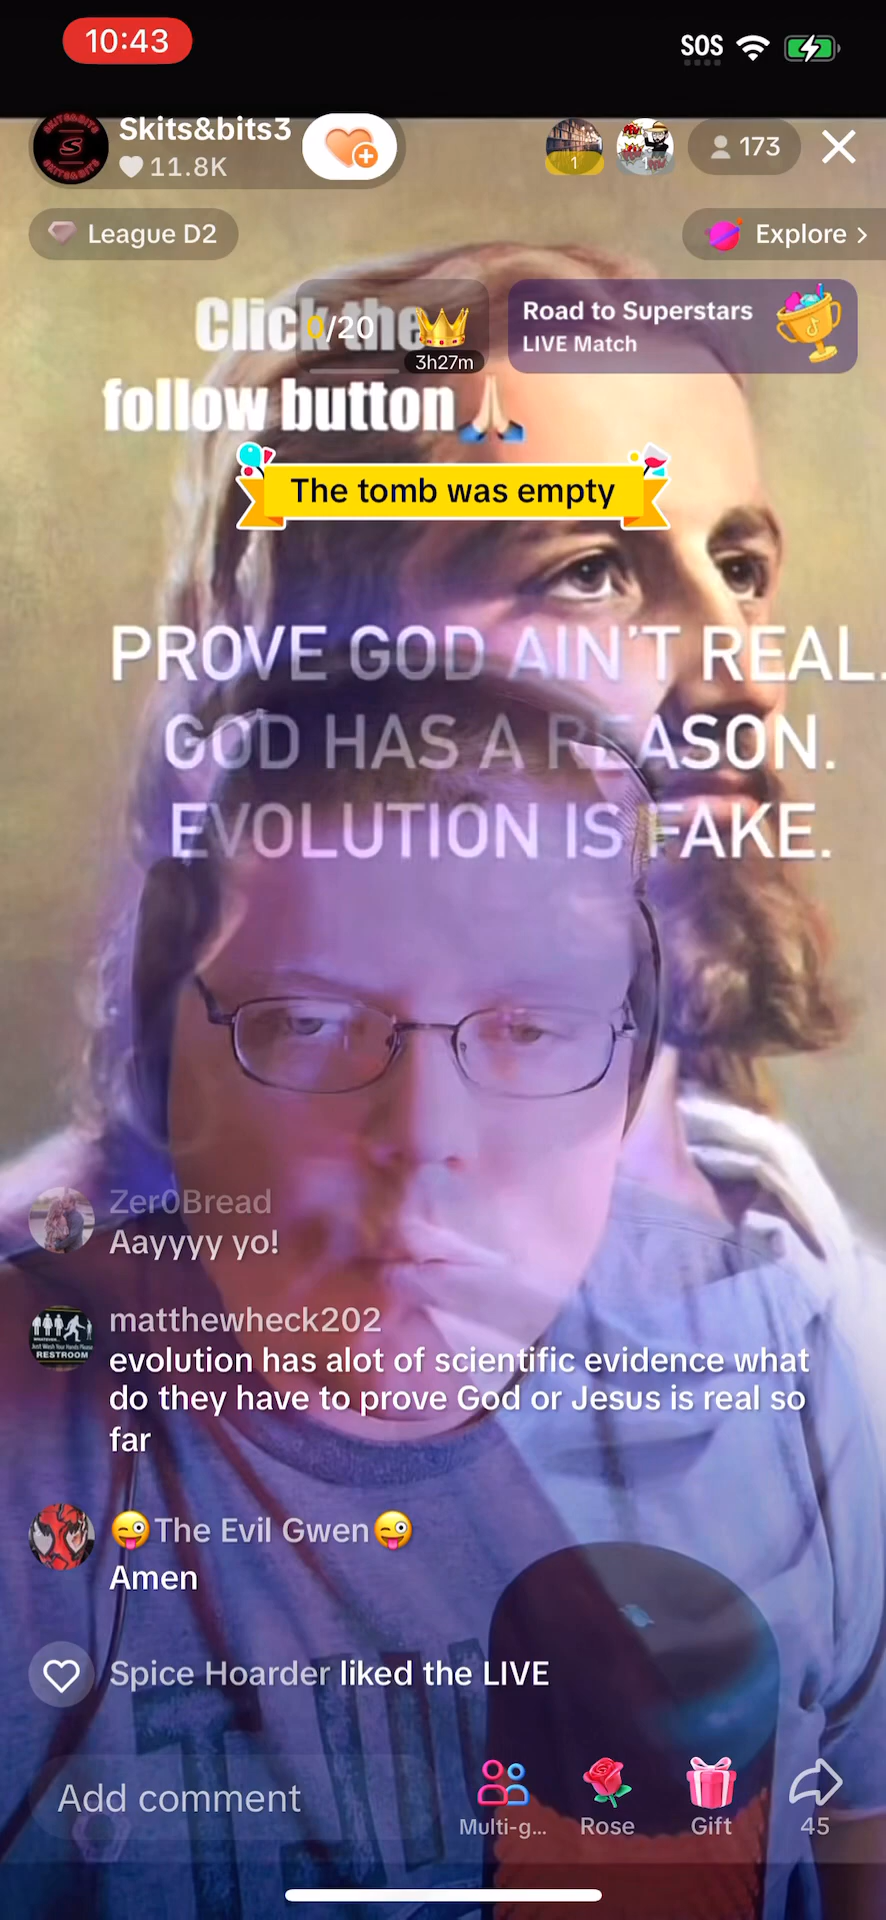 10:43
SOS
Skits&bits3
11.8K
1
173
League D2
Explore >
Click the
0/20
3h27m
follow button🙏🏻
Road to Superstars
LIVE Match
The tomb was empty
PROVE GOD AIN'T REAL.
GOD HAS A REASON.
EVOLUTION IS FAKE.
Zer0Bread
Aayyyy yo!
matthewheck202
evolution has alot of scientific evidence what
do they have to prove God or Jesus is real so
far
RESTROOM
😜The Evil Gwen😜
Amen
Spice Hoarder liked the LIVE
Add comment
Multi-g...
Rose
Gift
45